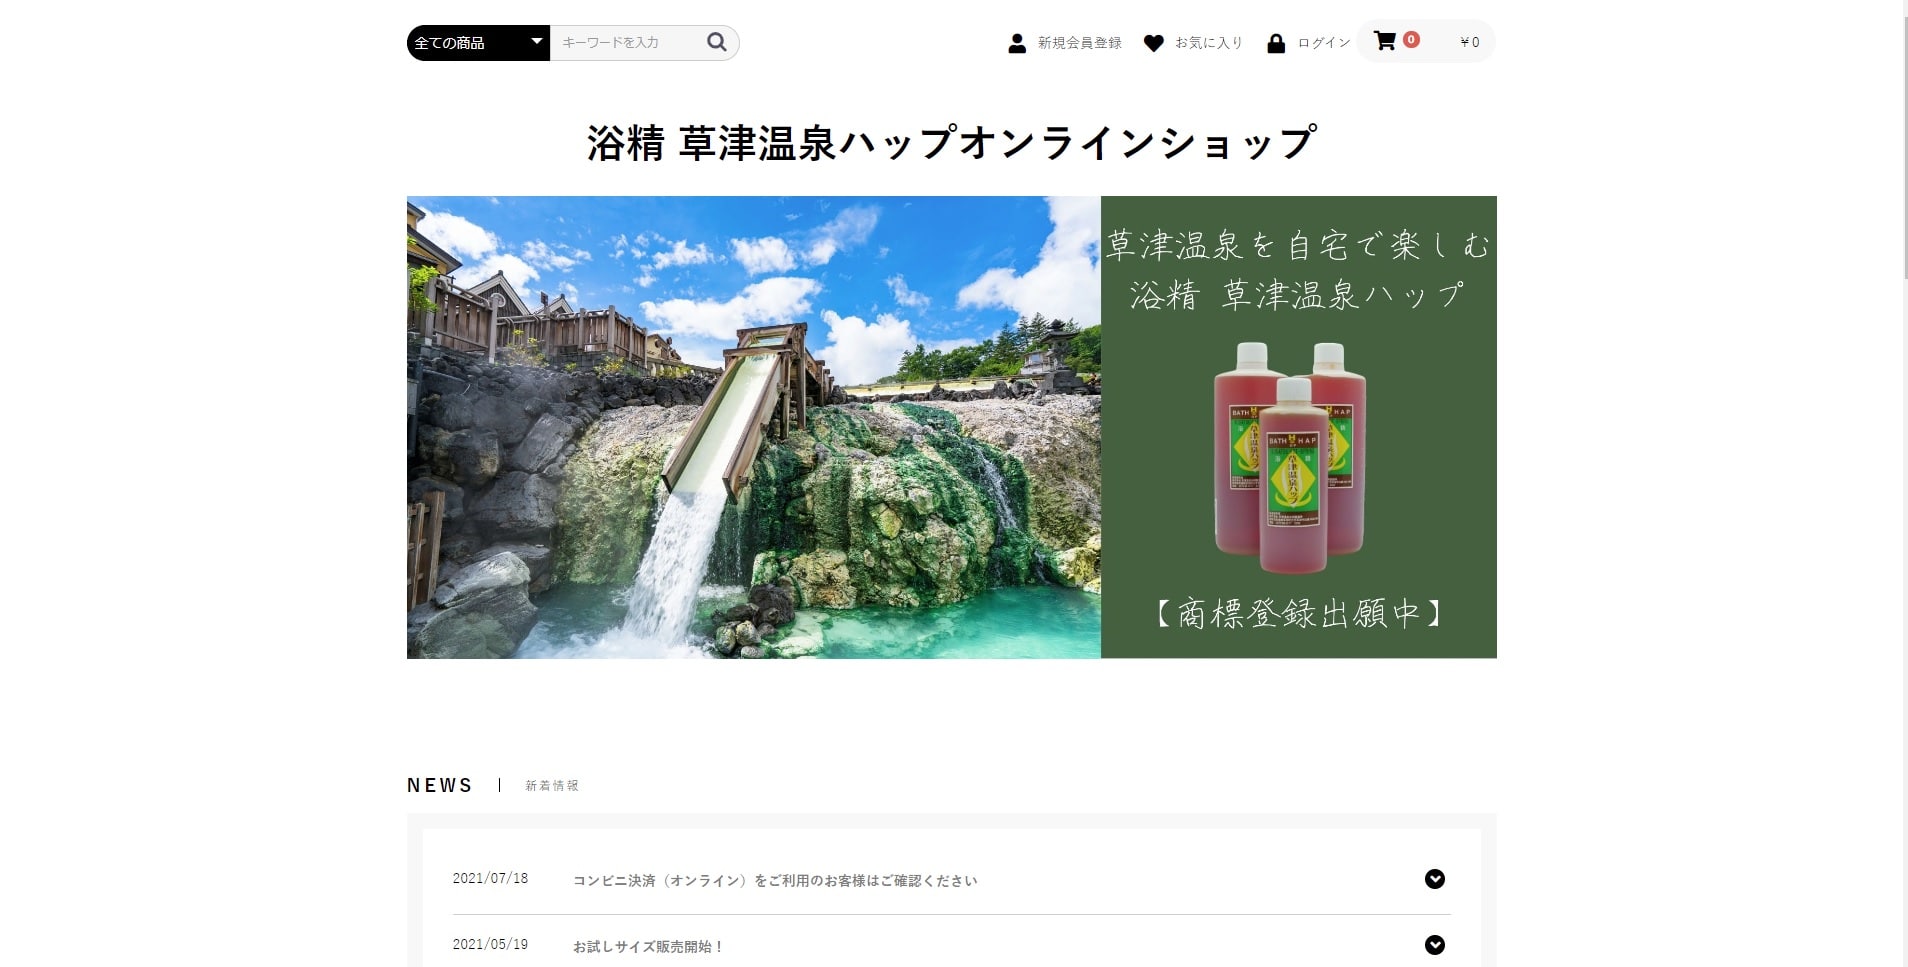 全ての商品
キーワードを入力
新規会員登録
お気に入り
ログイン
0
¥0
浴精 草津温泉ハップオンラインショップ
草津温泉を自宅で楽しむ
浴精 草津温泉ハップ
BATH HAP
浴 精
草津温泉ハップ
【商標登録出願中】
NEWS
新着情報
2021/07/18
コンビニ決済（オンライン）をご利用のお客様はご確認ください
2021/05/19
お試しサイズ販売開始！